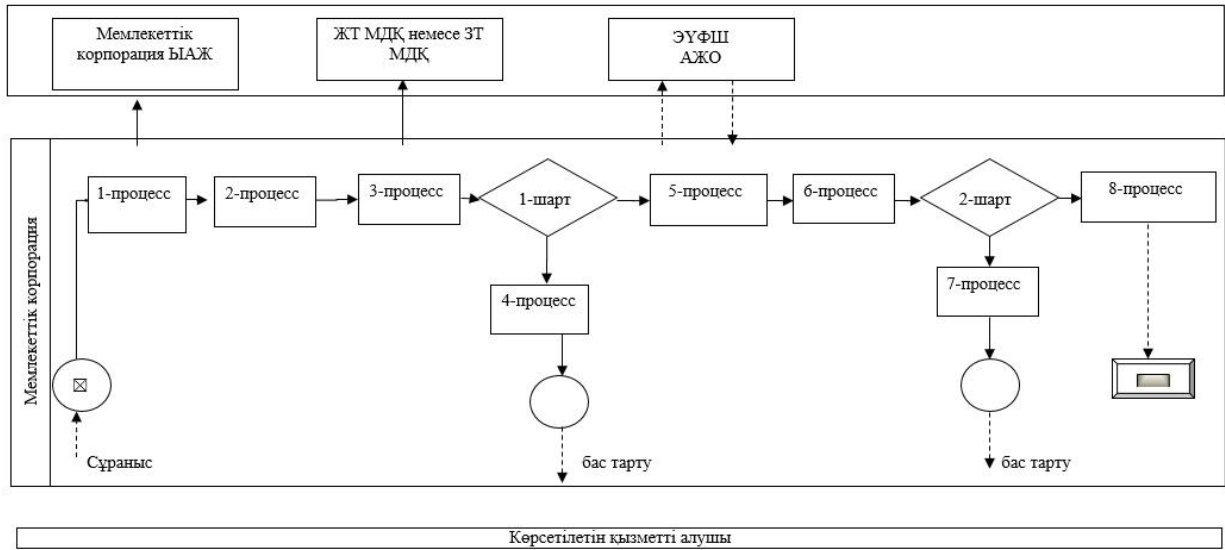 Мемлекеттік
корпорация ЫАЖ
ЖТ МДҚ немесе ЗТ
МДҚ
ЭҮФШ
АЖО
Мемлекеттік корпорация
1-процесс
2-процесс
3-процесс
1-шарт
5-процесс
6-процесс
2-шарт
8-процесс
4-процесс
7-процесс
Сұраныс
бас тарту
бас тарту
Көрсетілетін қызметті алушы